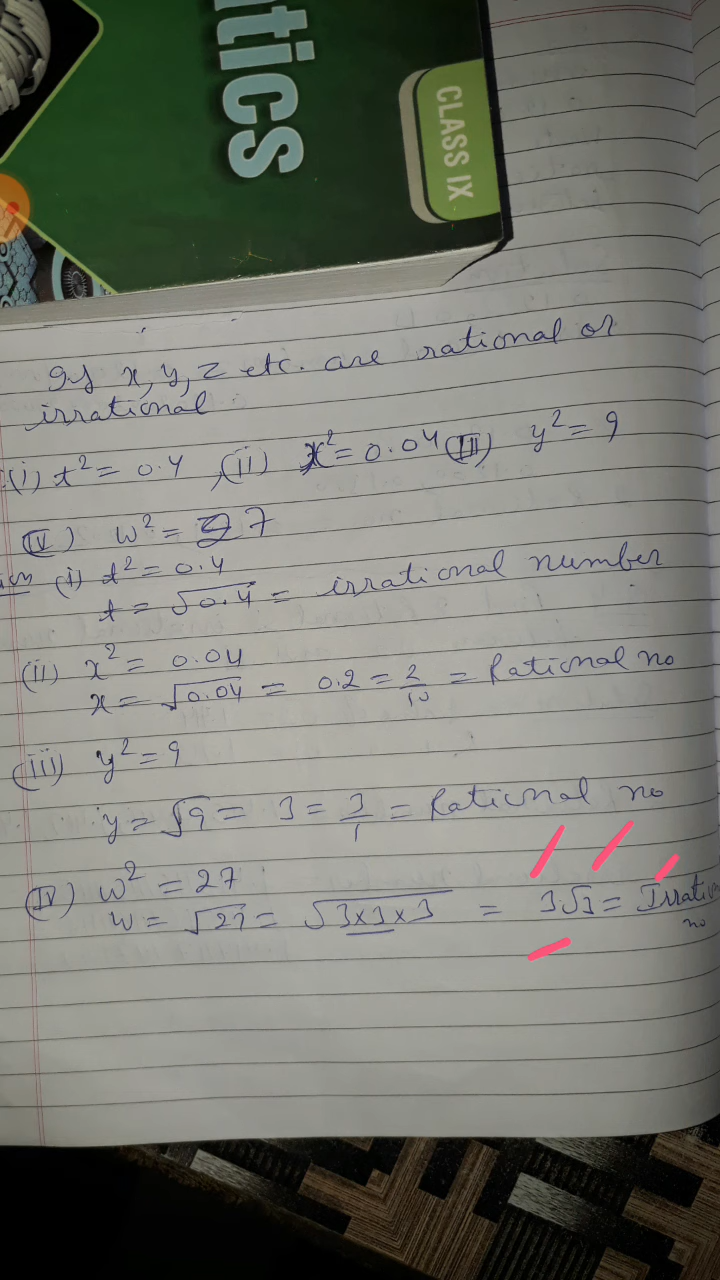 tics
CLASS IX
If x, y, z etc. are rational or
irrational
(i) t² = 0.4 , (ii) x² = 0.04 (III) y² = 9
(IV) w² = 27
(i) t² = 0.4
t = √0.4 = irrational number
(ii) x² = 0.04
x = √0.04 = 0.2 = 2/10 = Rational no
(iii) y² = 9
y = √9 = 3 = 3/1 = Rational no
(IV) w² = 27
w = √27 = √3×3×3 = 3√3 = Irratio
no